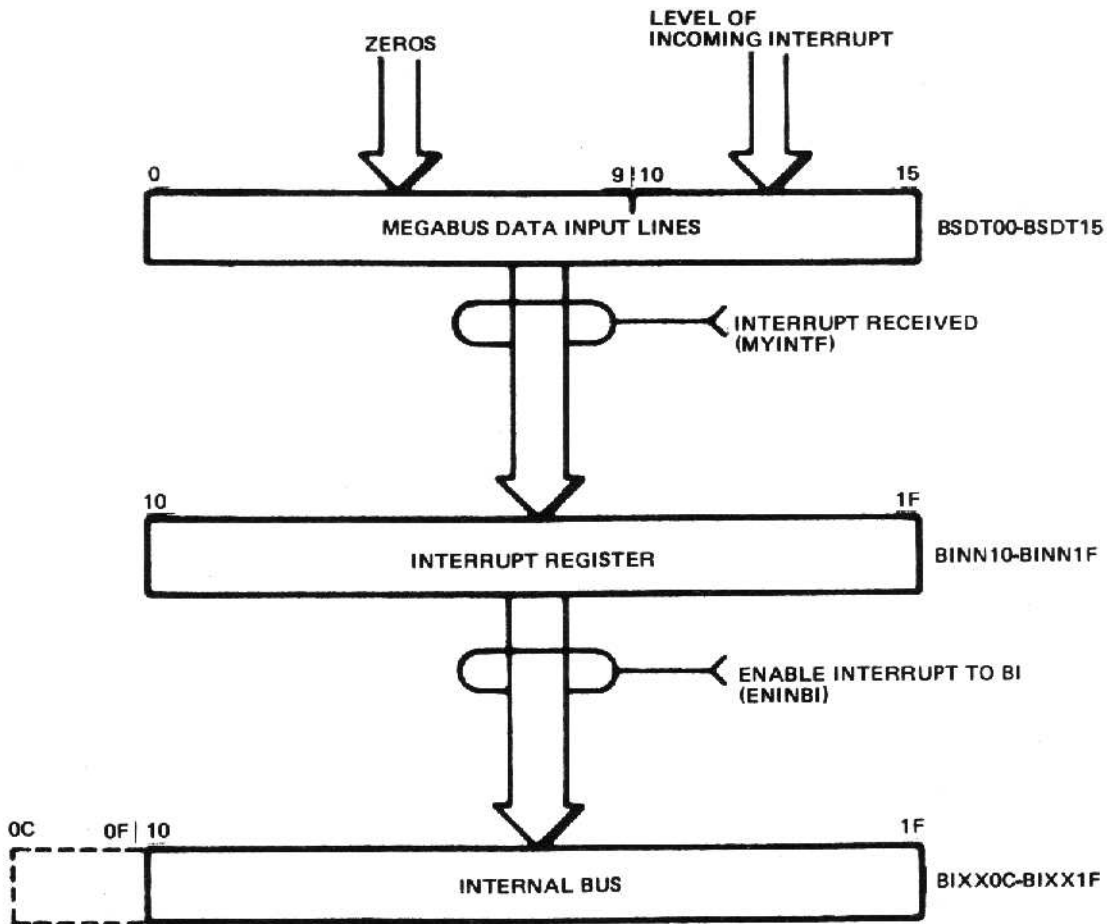 LEVEL OF
INCOMING INTERRUPT
ZEROS
0 9 | 10 15
MEGABUS DATA INPUT LINES BSDT00-BSDT15
INTERRUPT RECEIVED
(MYINTF)
10 1F
INTERRUPT REGISTER BINN10-BINN1F
ENABLE INTERRUPT TO BI
(ENINBI)
0C 0F | 10 1F
INTERNAL BUS BIXX0C-BIXX1F